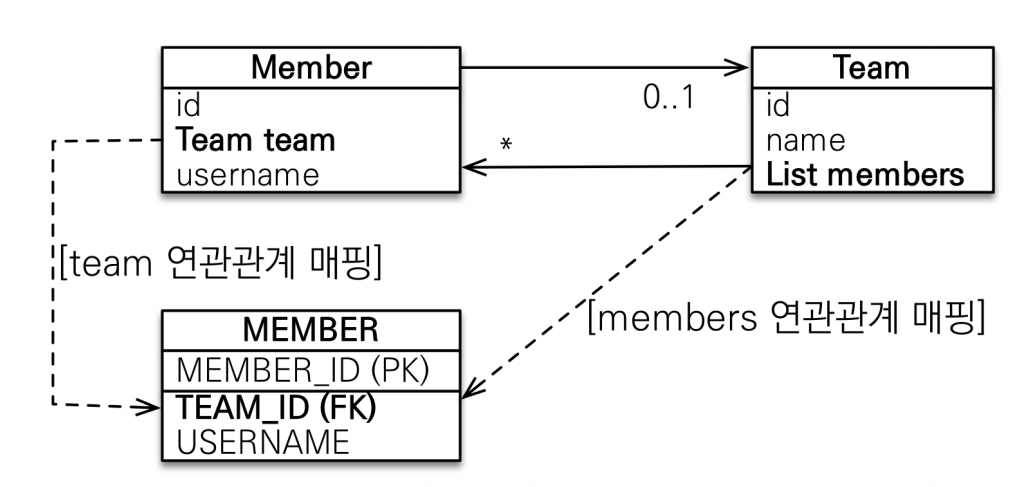 Member
id
Team team
username
0..1
*
Team
id
name
List members
[team 연관관계 매핑]
[members 연관관계 매핑]
MEMBER
MEMBER_ID (PK)
TEAM_ID (FK)
USERNAME